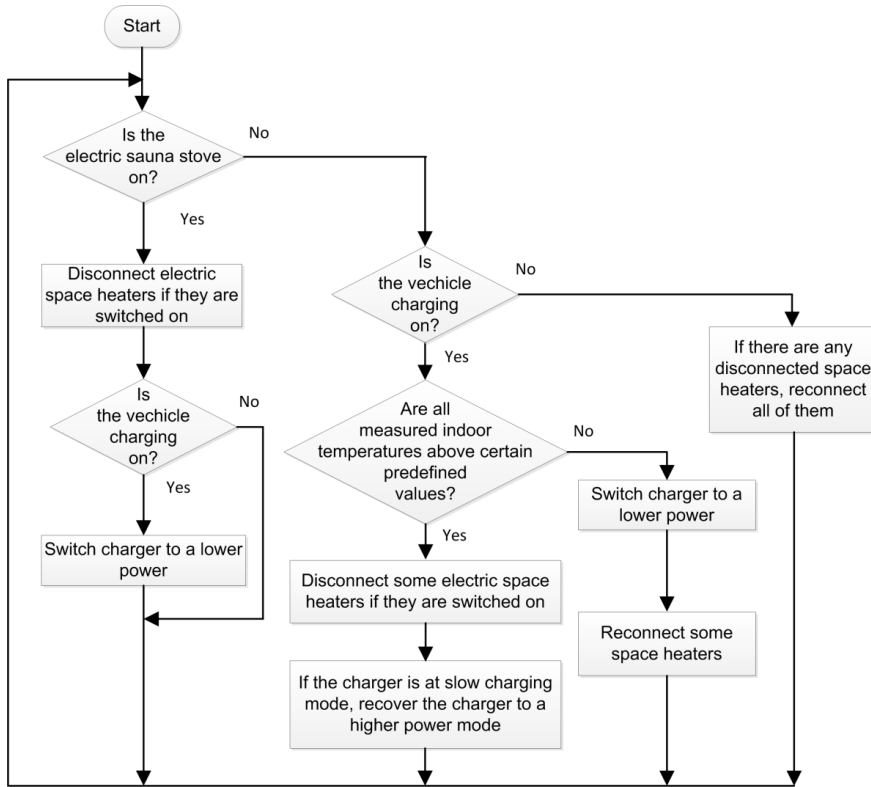 Start
Is the
electric sauna stove
on?
No
Yes
Disconnect electric
space heaters if they are
switched on
Is
the vechicle
charging
on?
No
Yes
Switch charger to a lower
power
Is
the vechicle
charging
on?
No
Yes
Are all
measured indoor
temperatures above certain
predefined
values?
No
Yes
Disconnect some electric space
heaters if they are switched on
If the charger is at slow charging
mode, recover the charger to a
higher power mode
Switch charger to a
lower power
Reconnect some
space heaters
If there are any
disconnected space
heaters, reconnect
all of them